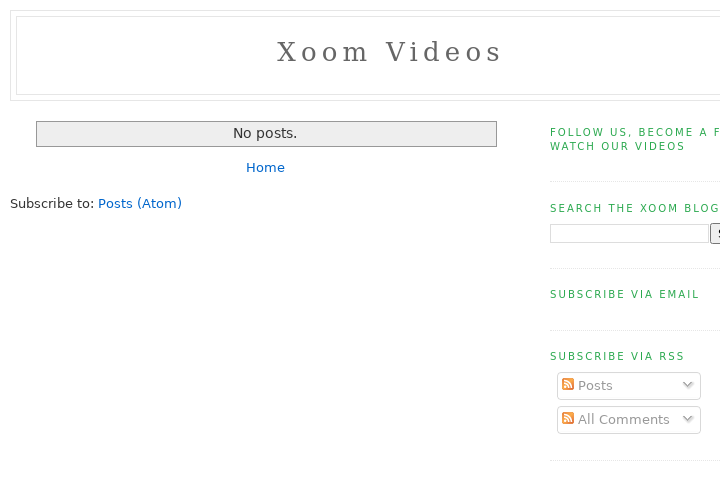 Xoom Videos
No posts.
Home
Subscribe to: Posts (Atom)
FOLLOW US, BECOME A
WATCH OUR VIDEOS
SEARCH THE XOOM BLOG
SUBSCRIBE VIA EMAIL
SUBSCRIBE VIA RSS
Posts
All Comments